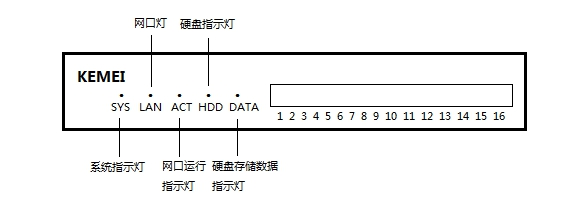 网口灯 硬盘指示灯
KEMEI
SYS LAN ACT HDD DATA
1 2 3 4 5 6 7 8 9 10 11 12 13 14 15 16
系统指示灯 网口运行 硬盘存储数据
指示灯 指示灯